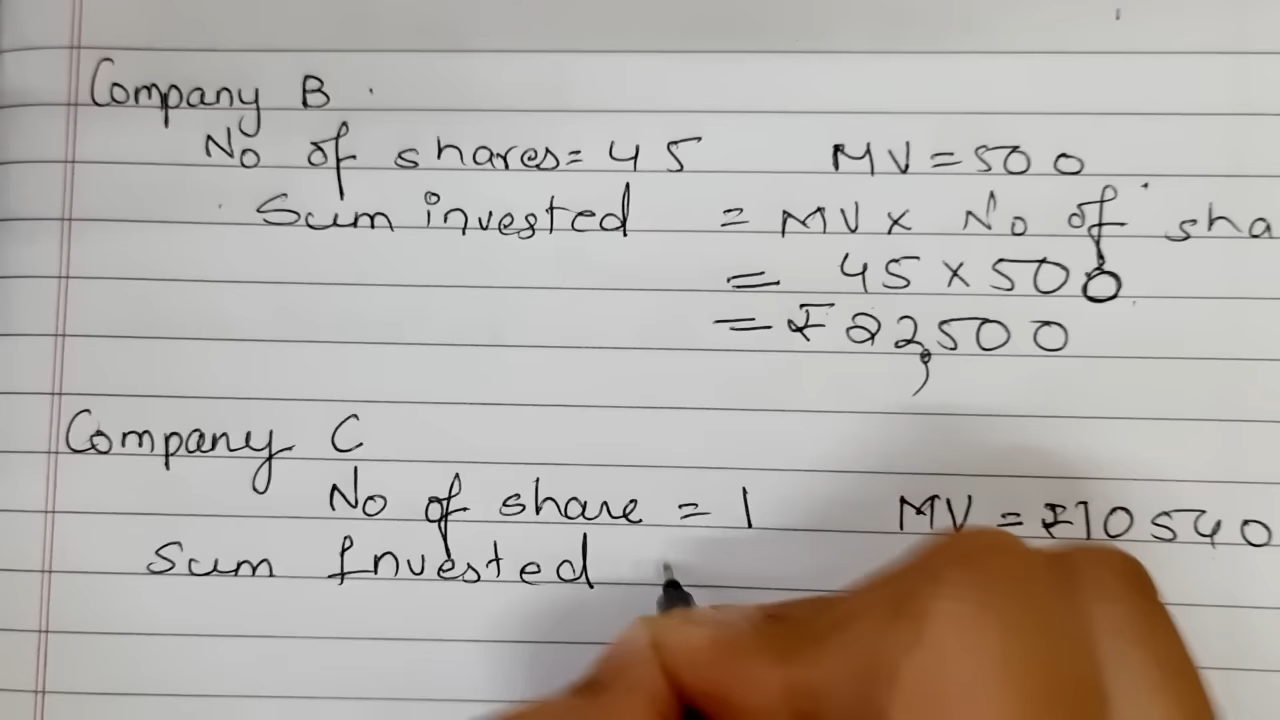 Company B
No of shares = 45 MV = 500
Sum invested = MV x No of sha
= 45 x 500
= ₹ 22,500
Company C
No of share = 1 MV = ₹10540
Sum Invested